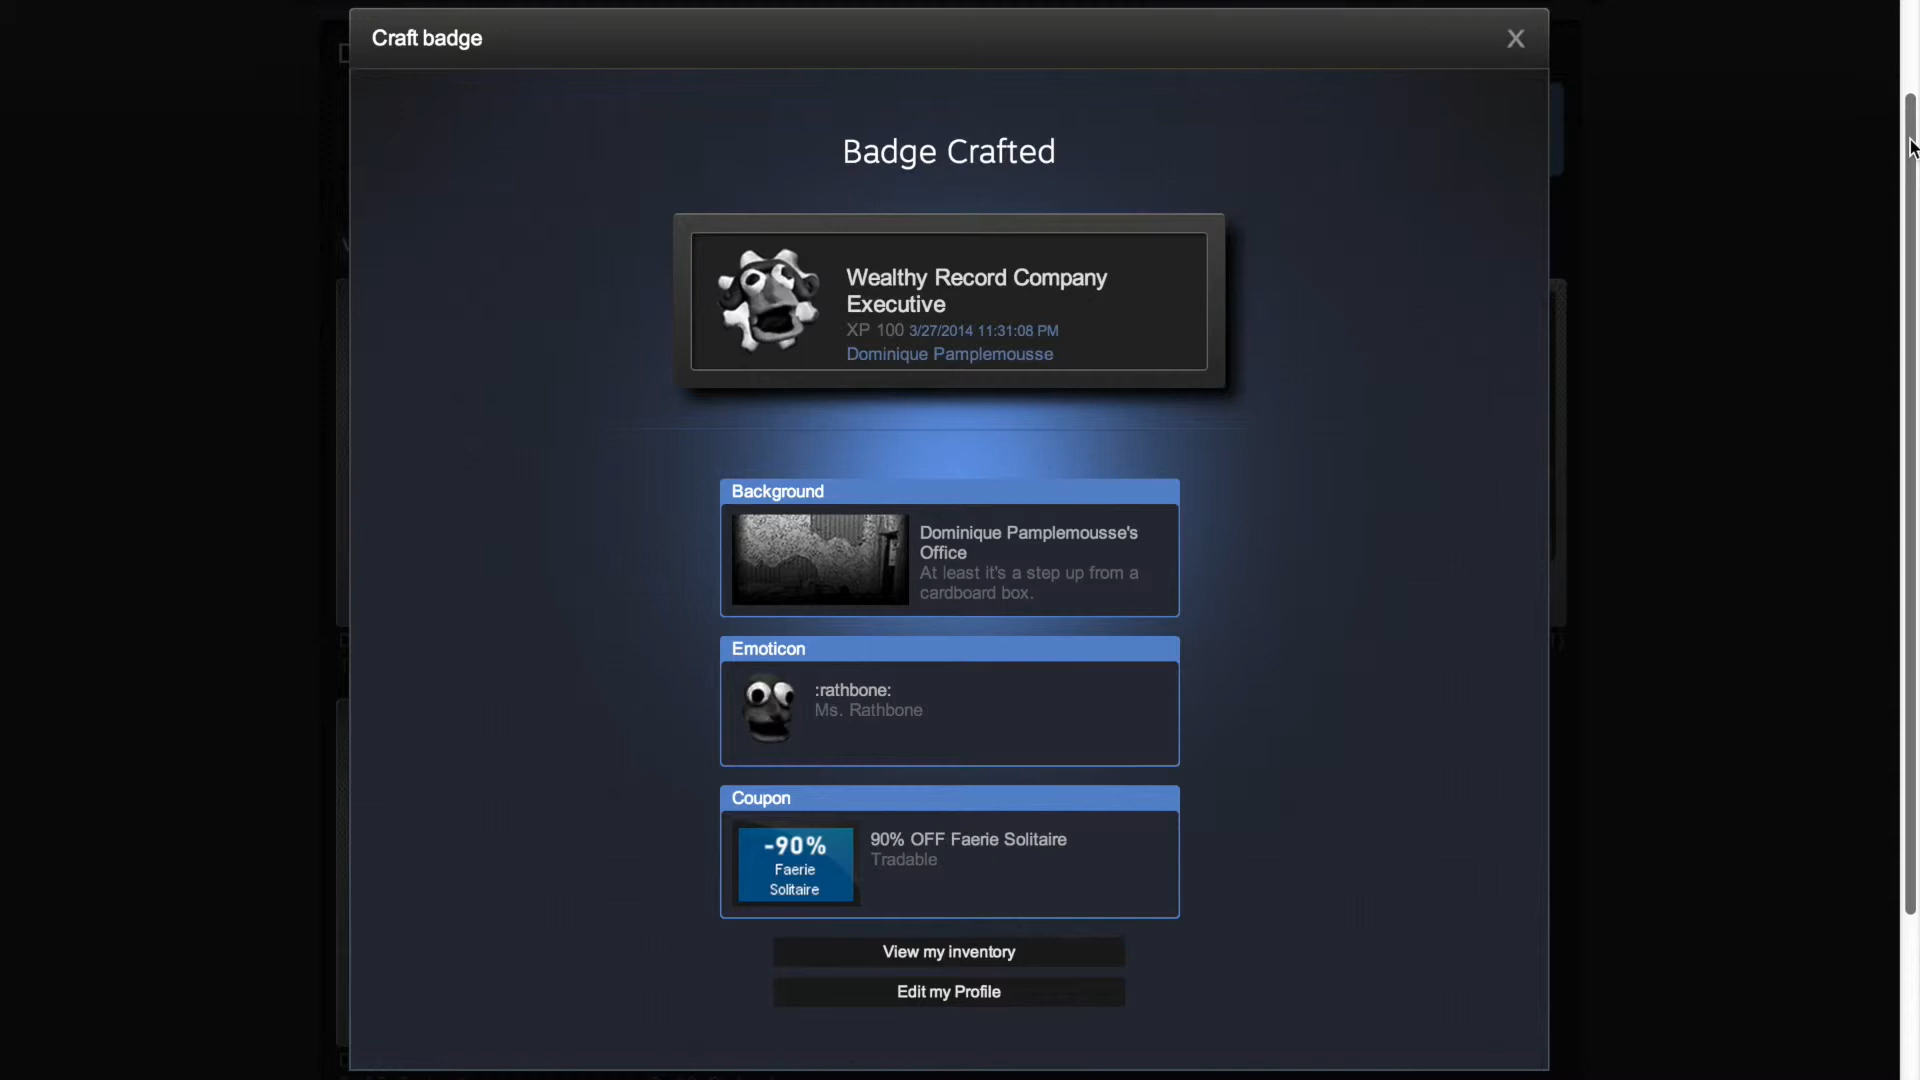 Craft badge
X
Badge Crafted
Wealthy Record Company
Executive
XP 100 3/27/2014 11:31:08 PM
Dominique Pamplemousse
Background
Dominique Pamplemousse's
Office
At least it's a step up from a
cardboard box.
Emoticon
:rathbone:
Ms. Rathbone
Coupon
-90%
Faerie
Solitaire
90% OFF Faerie Solitaire
Tradable
View my inventory
Edit my Profile